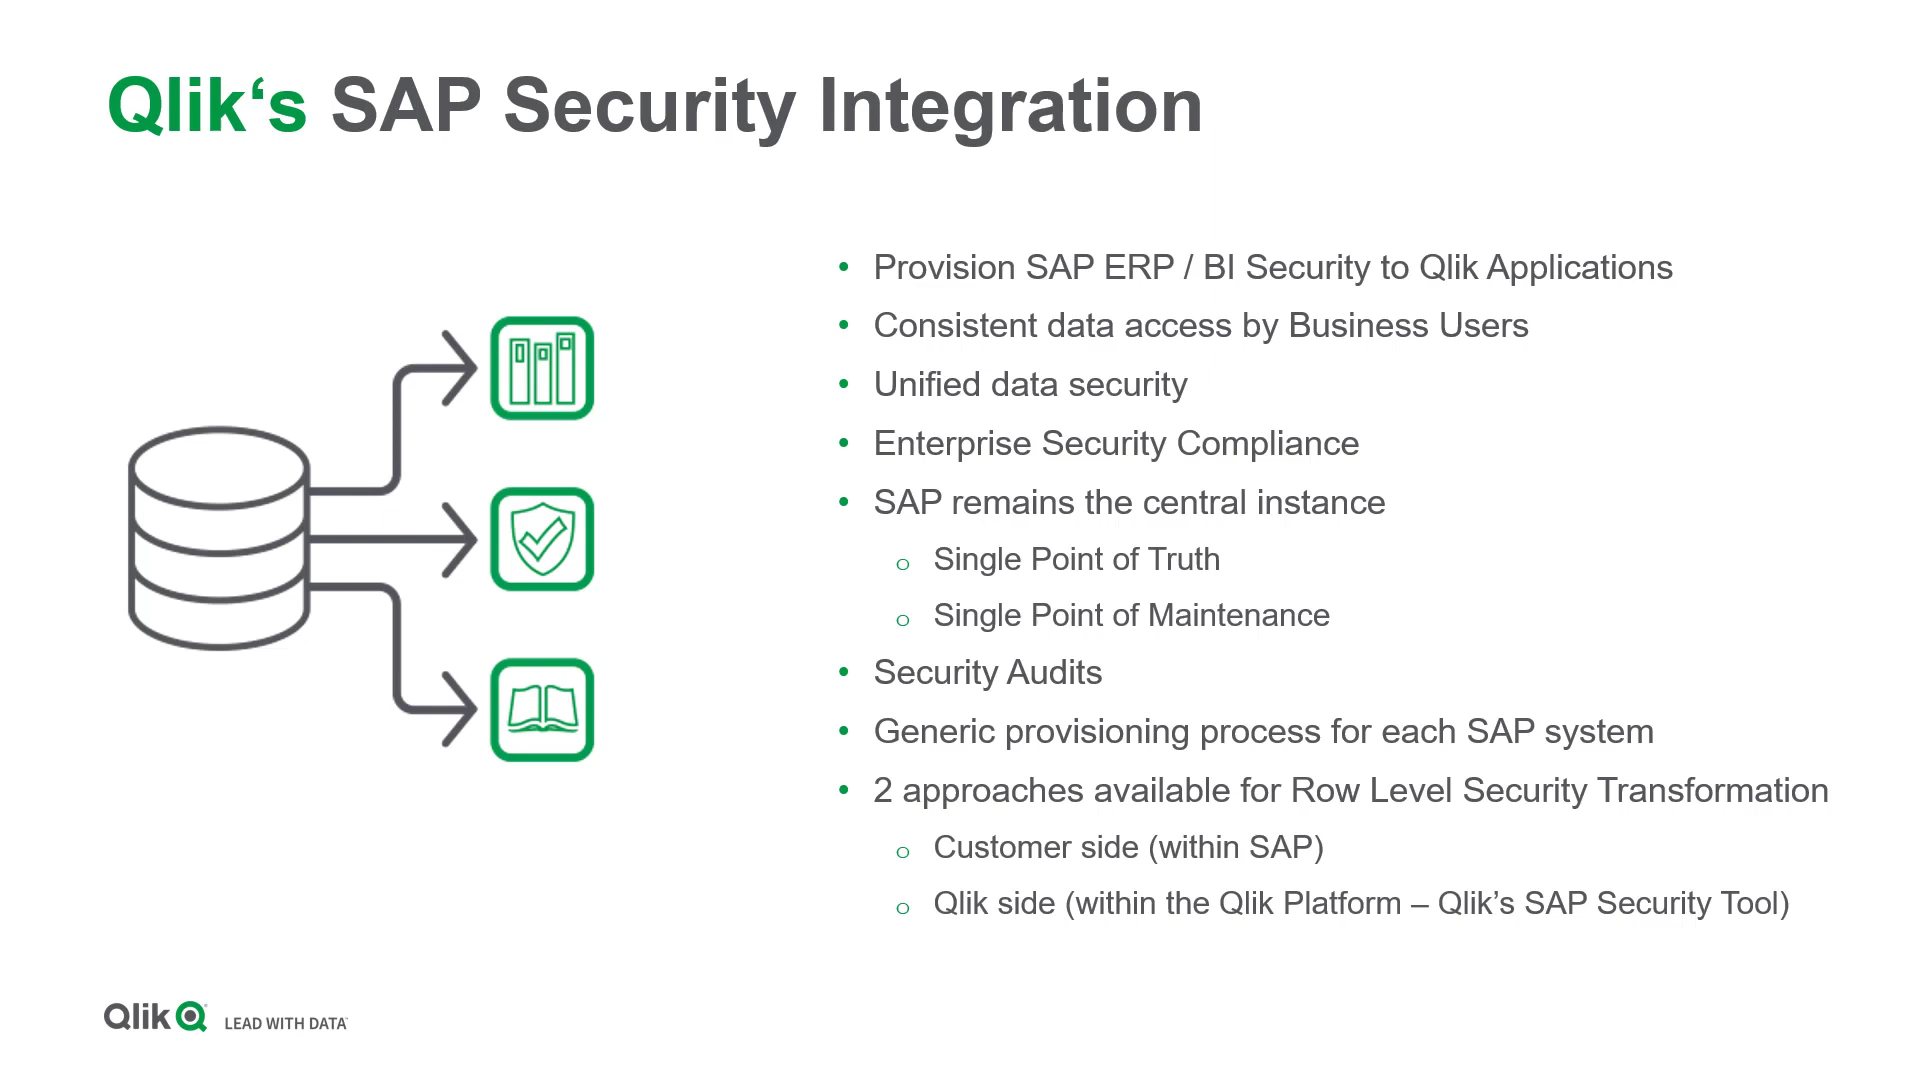 Qlik‘s SAP Security Integration
• Provision SAP ERP / BI Security to Qlik Applications
• Consistent data access by Business Users
• Unified data security
• Enterprise Security Compliance
• SAP remains the central instance
o Single Point of Truth
o Single Point of Maintenance
• Security Audits
• Generic provisioning process for each SAP system
• 2 approaches available for Row Level Security Transformation
o Customer side (within SAP)
o Qlik side (within the Qlik Platform – Qlik’s SAP Security Tool)
Qlik LEAD WITH DATA